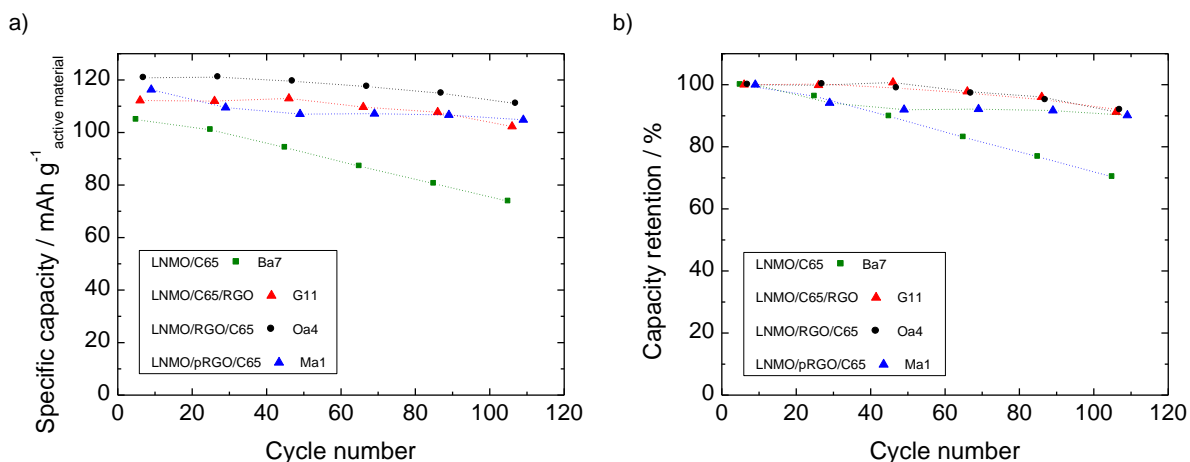 a)
Specific capacity / mAh g⁻¹ active material
120
100
80
60
40
20
0
LNMO/C65 Ba7
LNMO/C65/RGO G11
LNMO/RGO/C65 Oa4
LNMO/pRGO/C65 Ma1
0 20 40 60 80 100 120
Cycle number
b)
Capacity retention / %
120
100
80
60
40
20
0
LNMO/C65 Ba7
LNMO/C65/RGO G11
LNMO/RGO/C65 Oa4
LNMO/pRGO/C65 Ma1
0 20 40 60 80 100 120
Cycle number